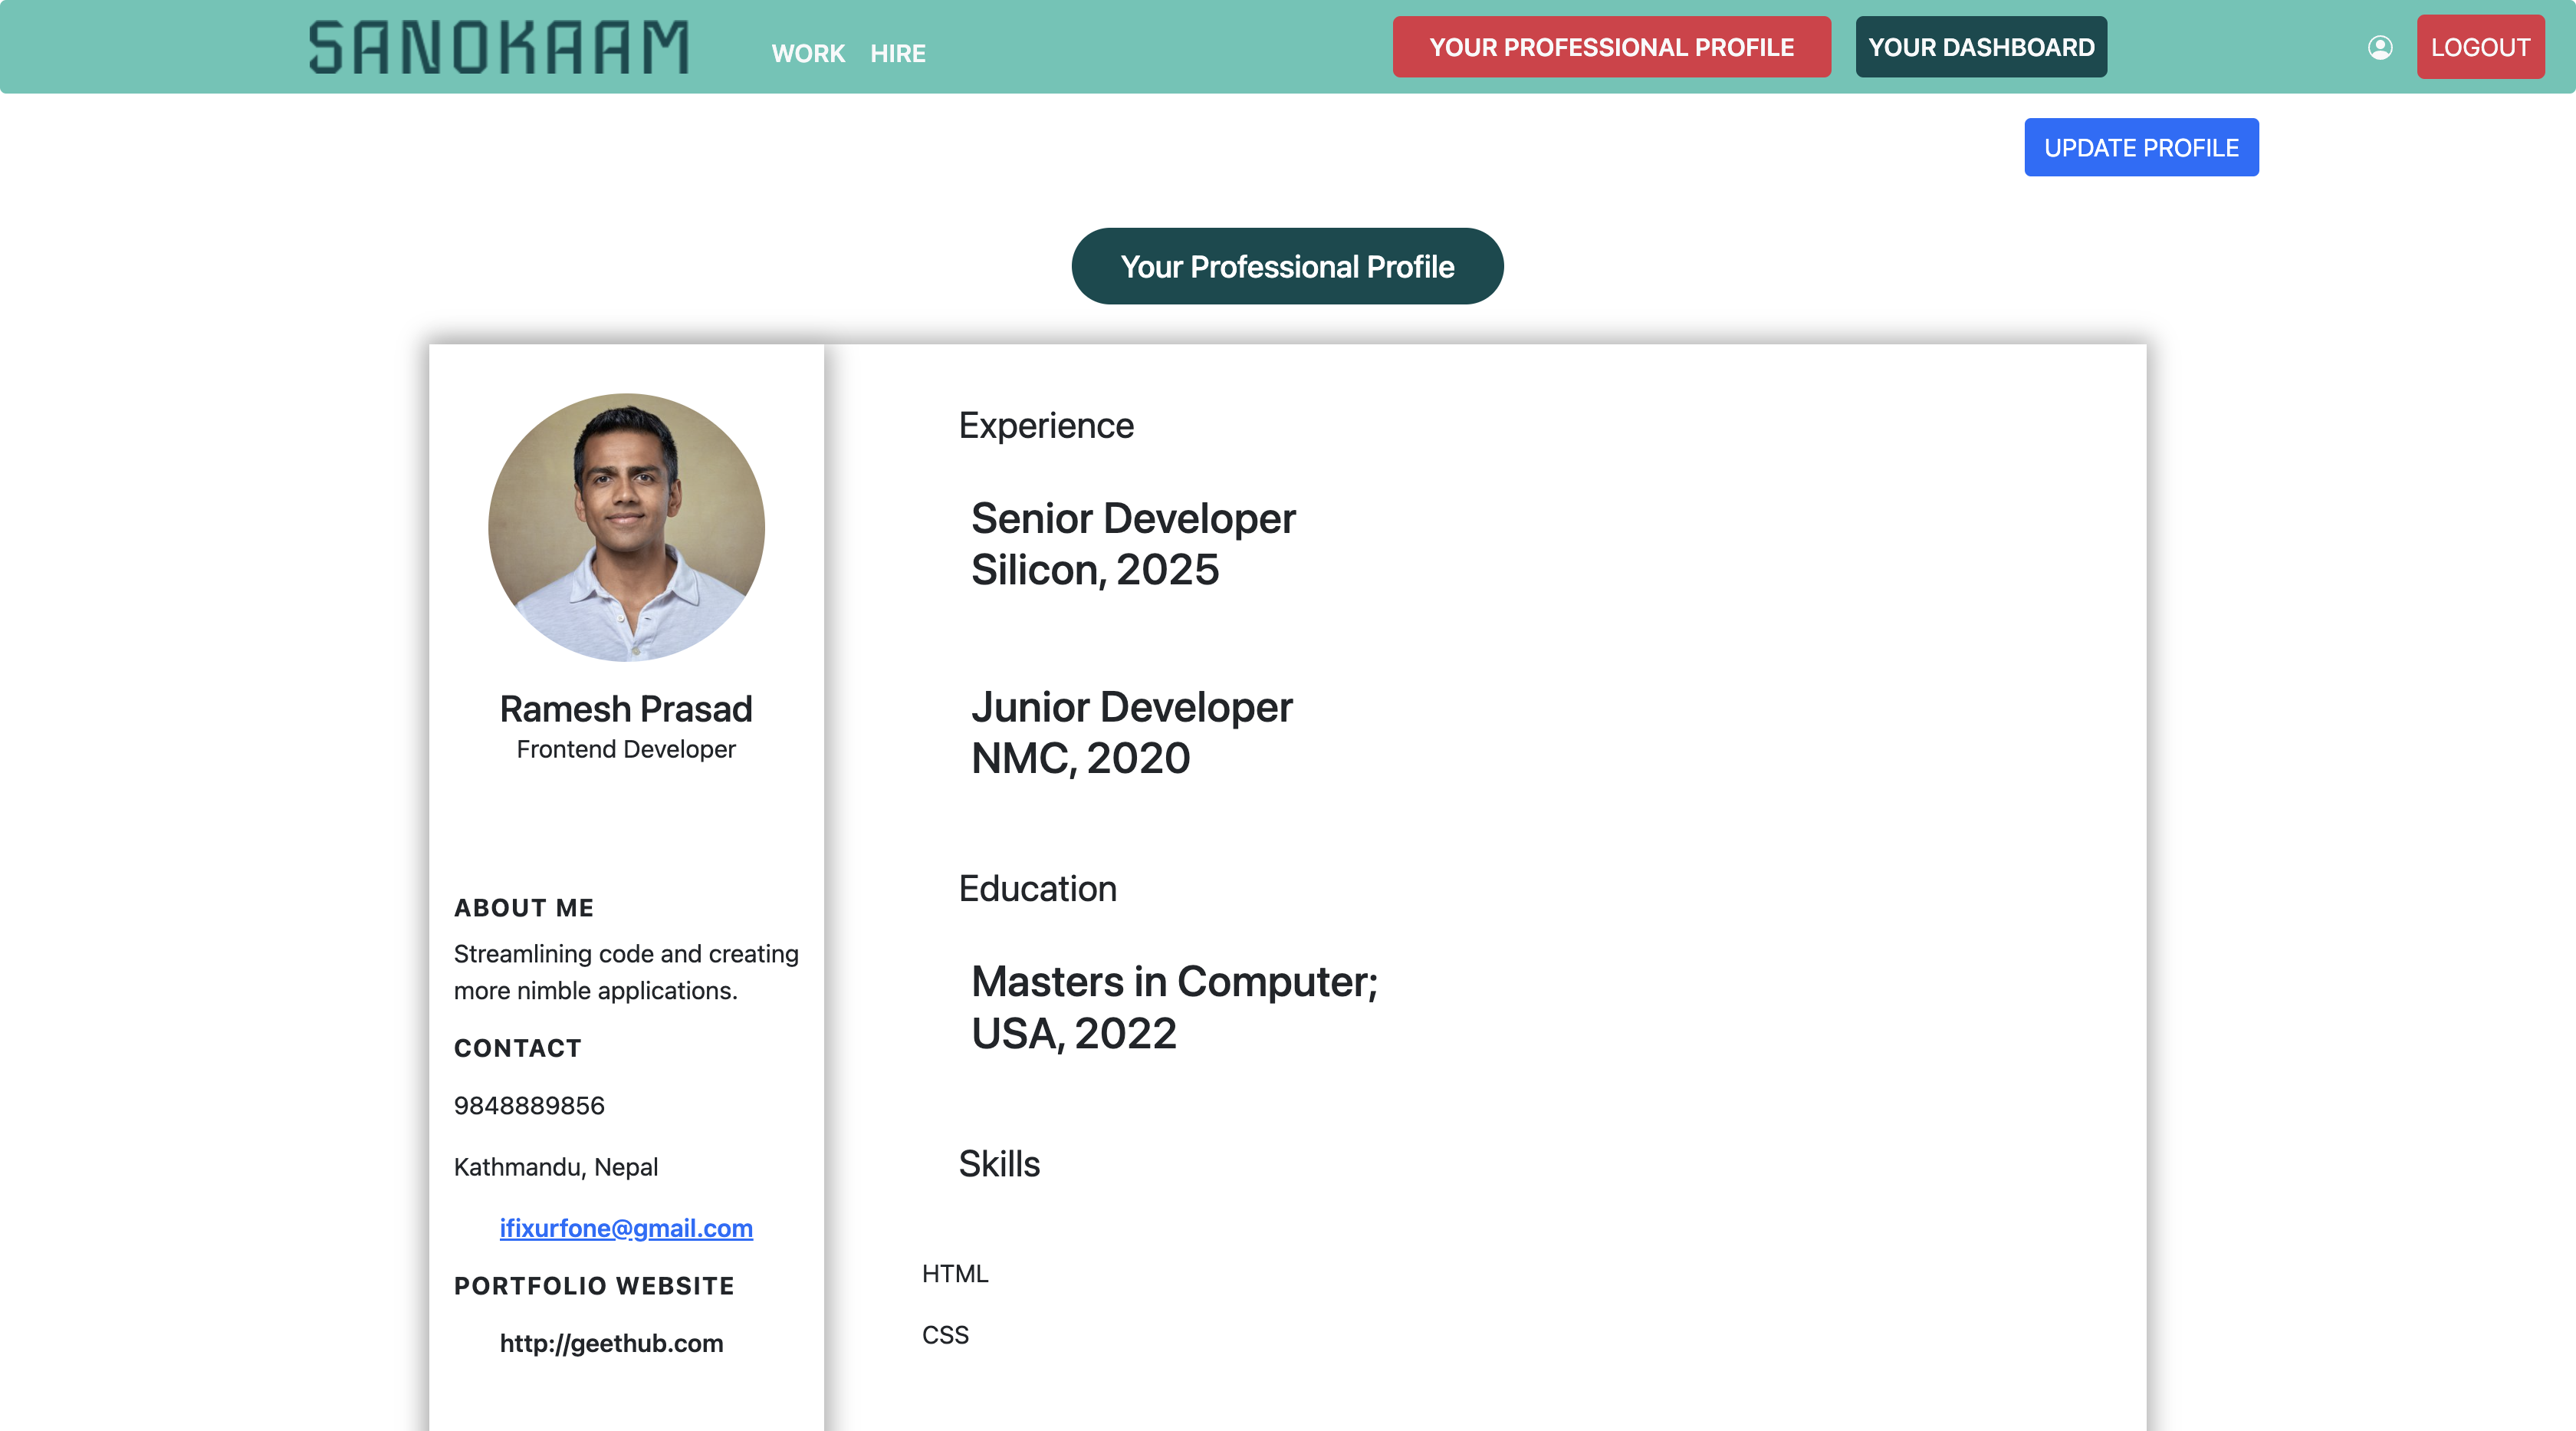 SANOKAAM
WORK HIRE
YOUR PROFESSIONAL PROFILE
YOUR DASHBOARD
LOGOUT
UPDATE PROFILE
Your Professional Profile
Ramesh Prasad
Frontend Developer
ABOUT ME
Streamlining code and creating
more nimble applications.
CONTACT
9848889856
Kathmandu, Nepal
ifixurfone@gmail.com
PORTFOLIO WEBSITE
http://geethub.com
Experience
Senior Developer
Silicon, 2025
Junior Developer
NMC, 2020
Education
Masters in Computer;
USA, 2022
Skills
HTML
CSS